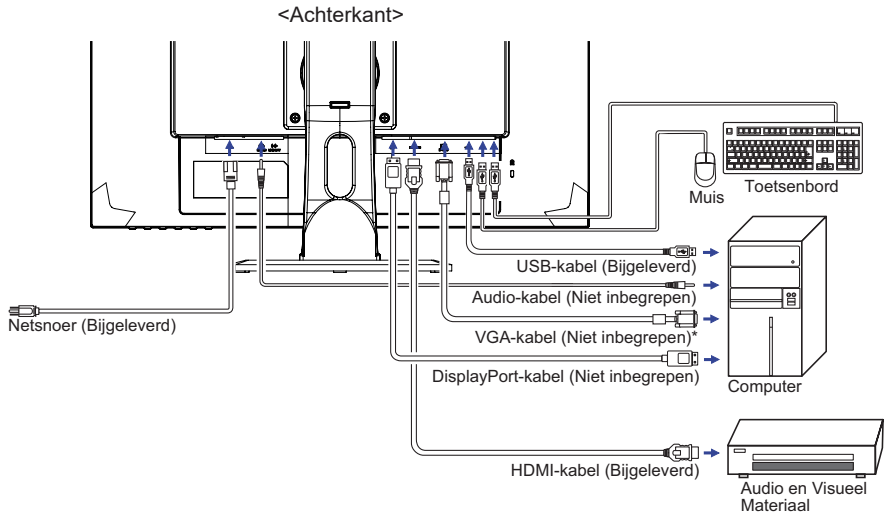 <Achterkant>
Toetsenbord
Muis
USB-kabel (Bijgeleverd)
Audio-kabel (Niet inbegrepen)
Netsnoer (Bijgeleverd)
VGA-kabel (Niet inbegrepen)*
DisplayPort-kabel (Niet inbegrepen)
Computer
HDMI-kabel (Bijgeleverd)
Audio en Visueel
Materiaal